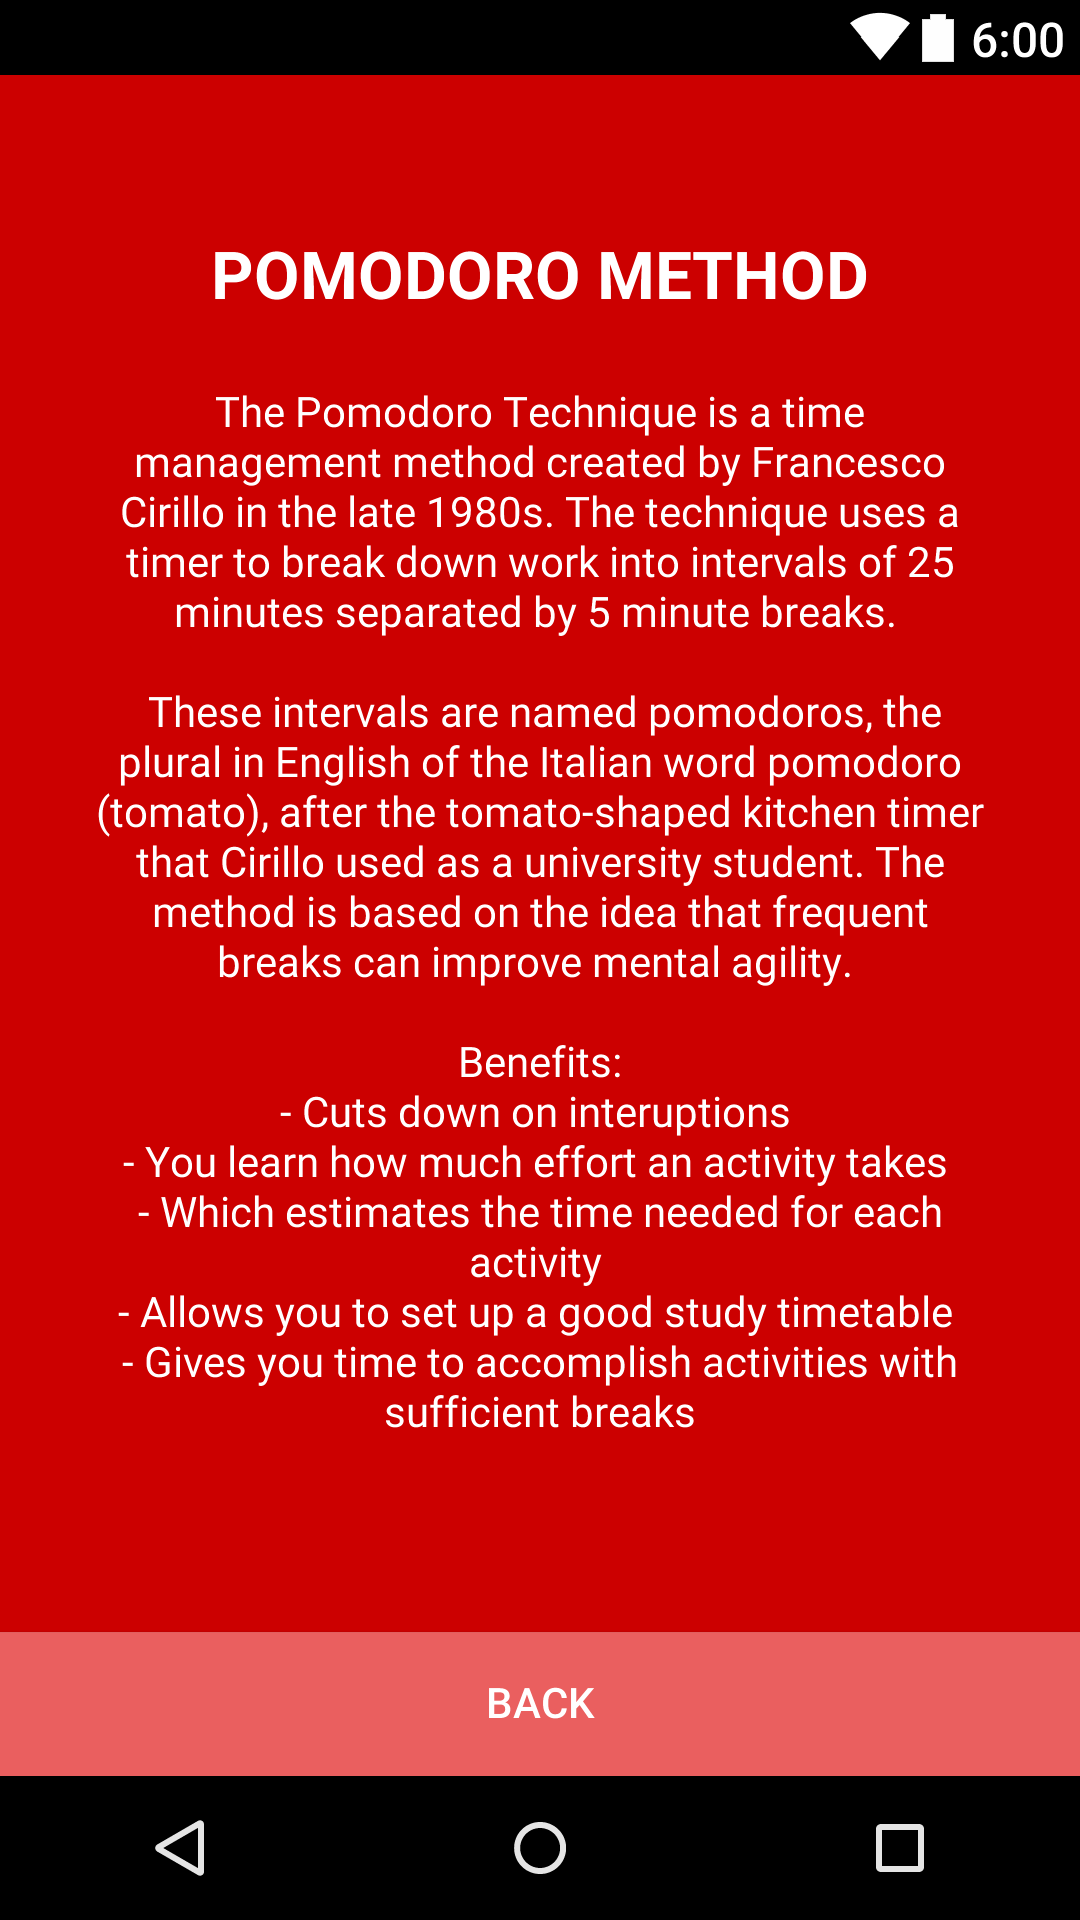 6:00
POMODORO METHOD
The Pomodoro Technique is a time
management method created by Francesco
Cirillo in the late 1980s. The technique uses a
timer to break down work into intervals of 25
minutes separated by 5 minute breaks.
These intervals are named pomodoros, the
plural in English of the Italian word pomodoro
(tomato), after the tomato-shaped kitchen timer
that Cirillo used as a university student. The
method is based on the idea that frequent
breaks can improve mental agility.
Benefits:
- Cuts down on interuptions
- You learn how much effort an activity takes
- Which estimates the time needed for each
activity
- Allows you to set up a good study timetable
- Gives you time to accomplish activities with
sufficient breaks
BACK